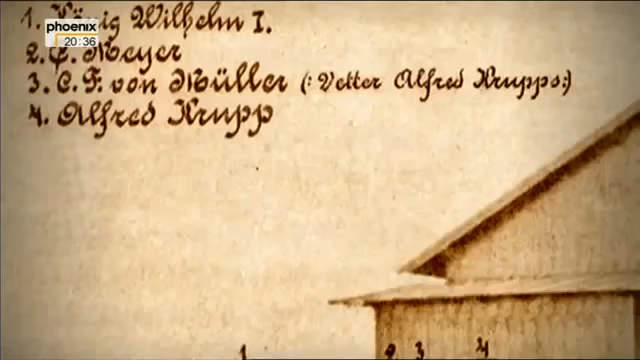 phoenix
20:36
1. König Wilhelm I.
2. C. Meyer
3. C. F. von Müller (: Vetter Alfred Krupps:)
4. Alfred Krupp
1. 2. 3. 4